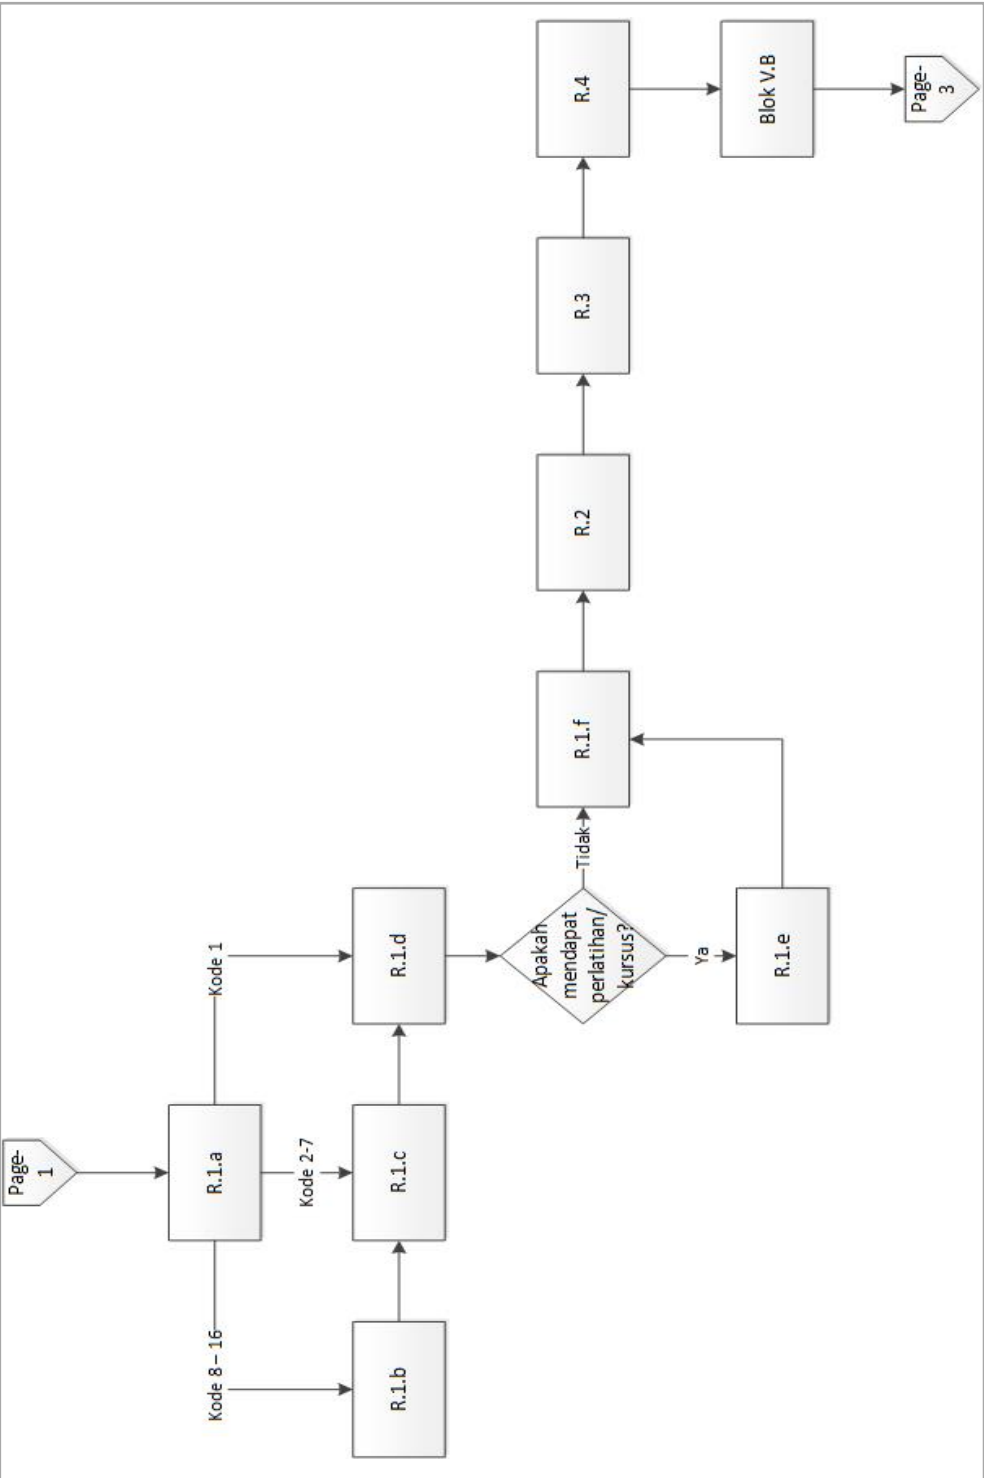 Page-
1
R.1.a
Kode 8 – 16
Kode 2-7
Kode 1
R.1.b
R.1.c
R.1.d
Apakah
mendapat
perlatihan/
kursus?
Ya
Tidak
R.1.e
R.1.f
R.2
R.3
R.4
Blok V.B
Page-
3